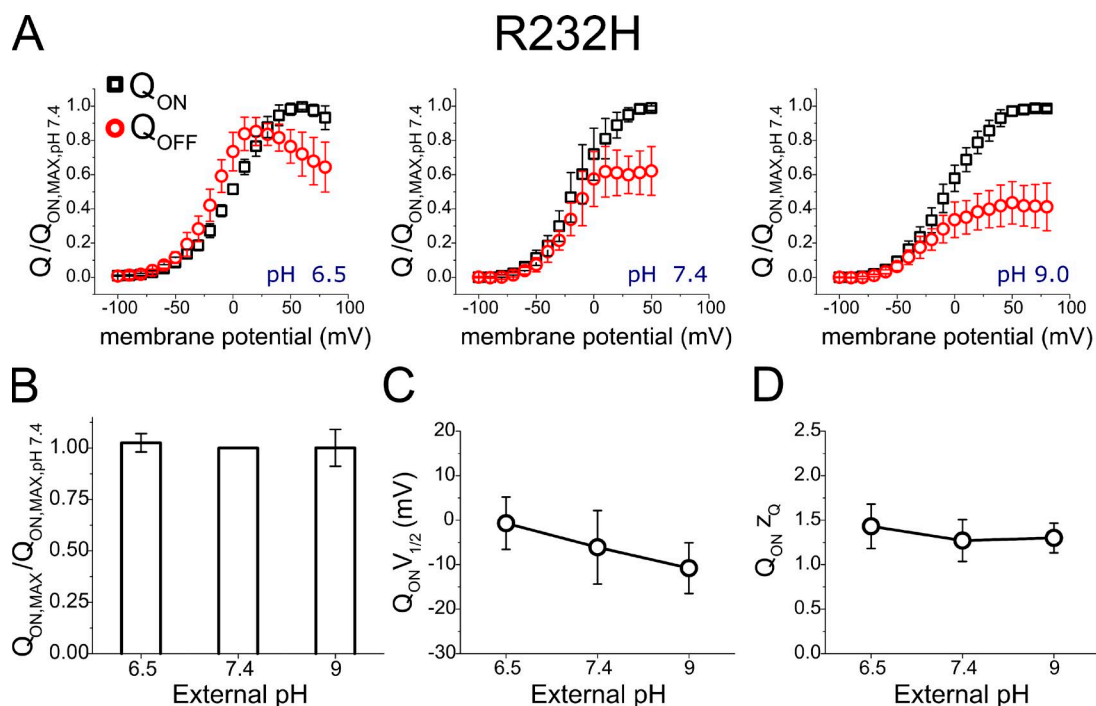 A
R232H
Q/Q_ON,MAX,pH 7.4
1.0
0.8
0.6
0.4
0.2
0.0
Q_ON
Q_OFF
pH 6.5
-100 -50 0 50 100
membrane potential (mV)
Q/Q_ON,MAX,pH 7.4
1.0
0.8
0.6
0.4
0.2
0.0
pH 7.4
-100 -50 0 50 100
membrane potential (mV)
Q/Q_ON,MAX,pH 7.4
1.0
0.8
0.6
0.4
0.2
0.0
pH 9.0
-100 -50 0 50 100
membrane potential (mV)
B
Q_ON,MAX/Q_ON,MAX,pH 7.4
1.00
0.75
0.50
0.25
0.00
6.5 7.4 9
External pH
C
Q_ON V_1/2 (mV)
20
10
0
-10
-20
-30
6.5 7.4 9
External pH
D
Q_ON z_Q
2.5
2.0
1.5
1.0
0.5
0.0
6.5 7.4 9
External pH